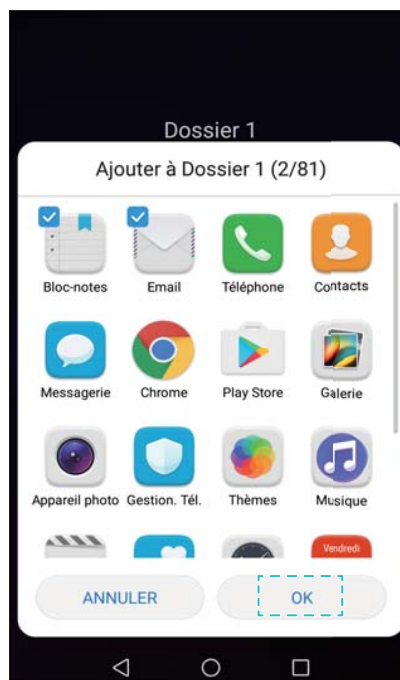 Dossier 1
Ajouter à Dossier 1 (2/81)
Bloc-notes Email Téléphone Contacts
Messagerie Chrome Play Store Galerie
Appareil photo Gestion. Tél. Thèmes Musique
Vendredi
ANNULER OK